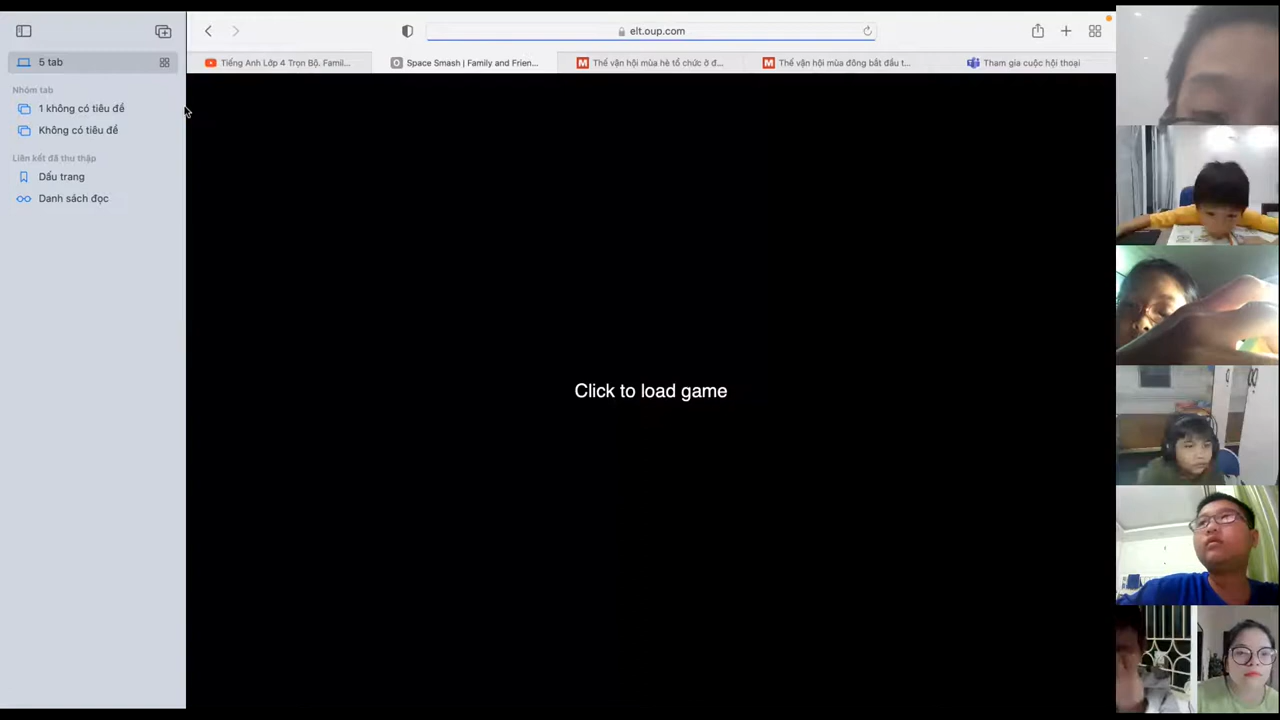 elt.oup.com
5 tab
Tiếng Anh Lớp 4 Trọn Bộ. Famil...
Space Smash | Family and Frien...
Thế vận hội mùa hè tổ chức ở đ...
Thế vận hội mùa đông bắt đầu t...
Tham gia cuộc hội thoại
Nhóm tab
1 không có tiêu đề
Không có tiêu đề
Liên kết đã thu thập
Dấu trang
Danh sách đọc
Click to load game